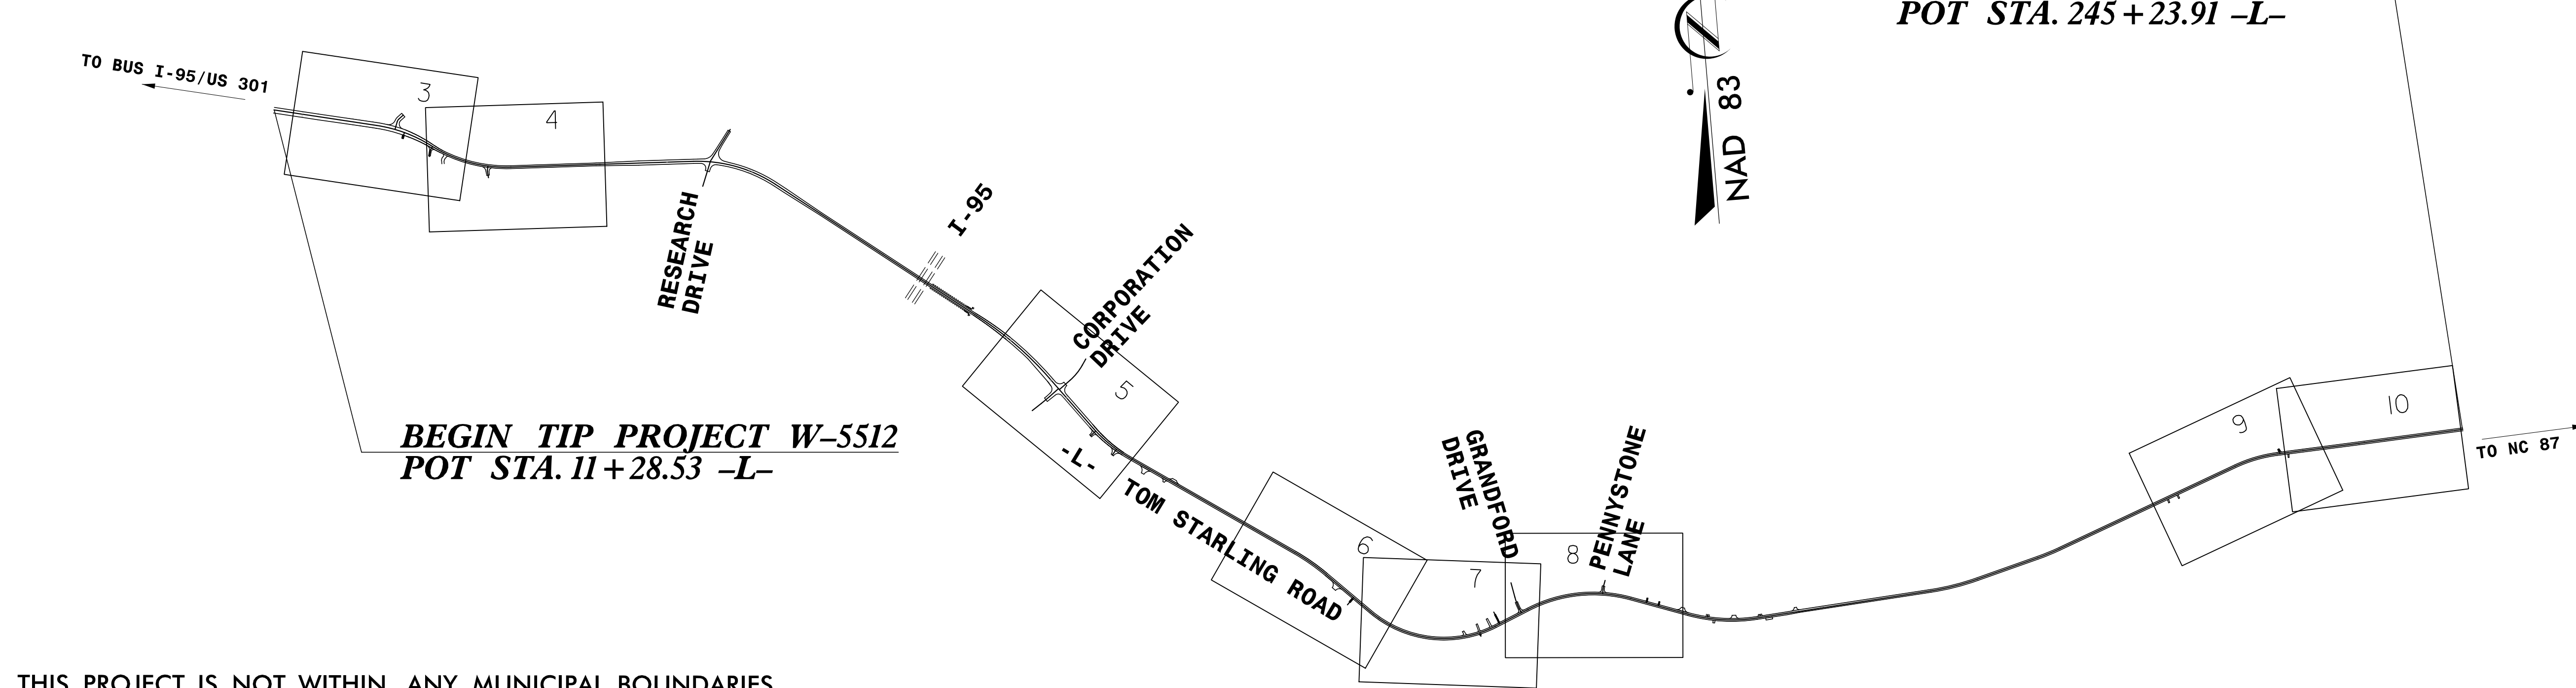 POT STA. 245+23.91 –L–
TO BUS I-95/US 301
3
4
NAD 83
RESEARCH
DRIVE
I-95
CORPORATION
DRIVE
5
BEGIN TIP PROJECT W–5512
POT STA. 11+28.53 –L–
-L-
TOM STARLING ROAD
6
7
GRANDFORD
DRIVE
8
PENNYSTONE
LANE
9
10
TO NC 87
THIS PROJECT IS NOT WITHIN ANY MUNICIPAL BOUNDARIES